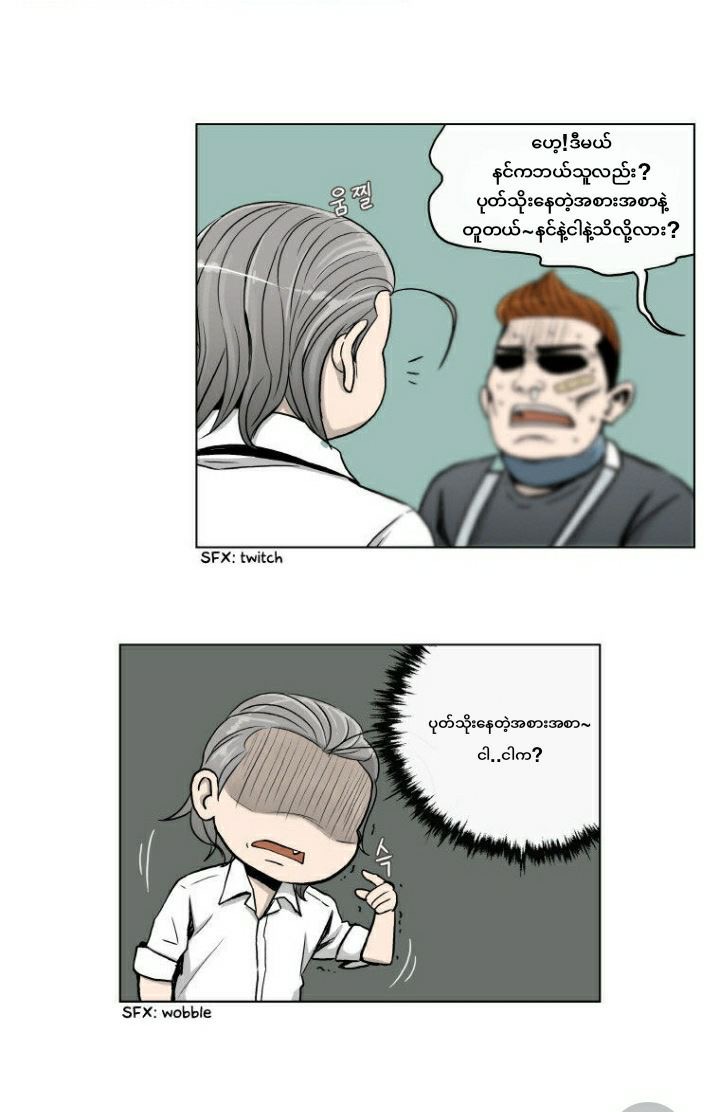 ဟေ့!ဒီမယ်
နင်ကဘယ်သူလည်း?
ပုတ်သိုးနေတဲ့အစားအစာနဲ့
တူတယ်~နင်နဲ့ငါနဲ့သိလို့လား?
움찔
SFX: twitch
ပုတ်သိုးနေတဲ့အစားအစာ~
ငါ..ငါက?
슥
SFX: wobble